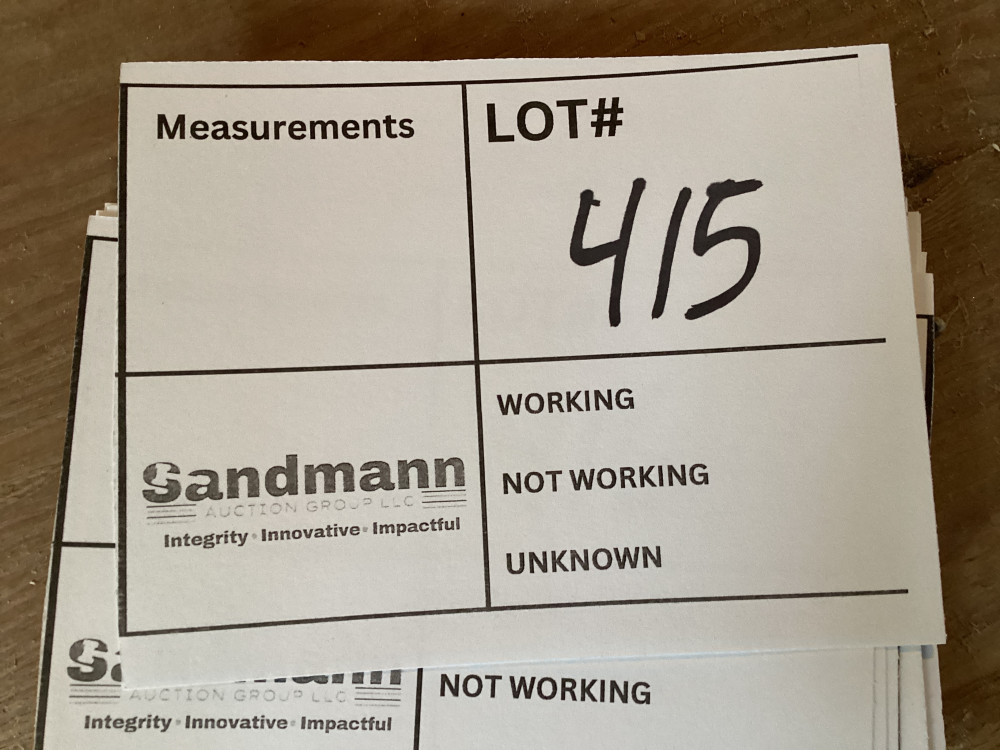 Measurements
LOT#
415
WORKING
NOT WORKING
UNKNOWN
Sandmann
AUCTION GROUP LLC
Integrity • Innovative • Impactful
AUCTION GROUP LLC
Integrity • Innovative • Impactful
NOT WORKING